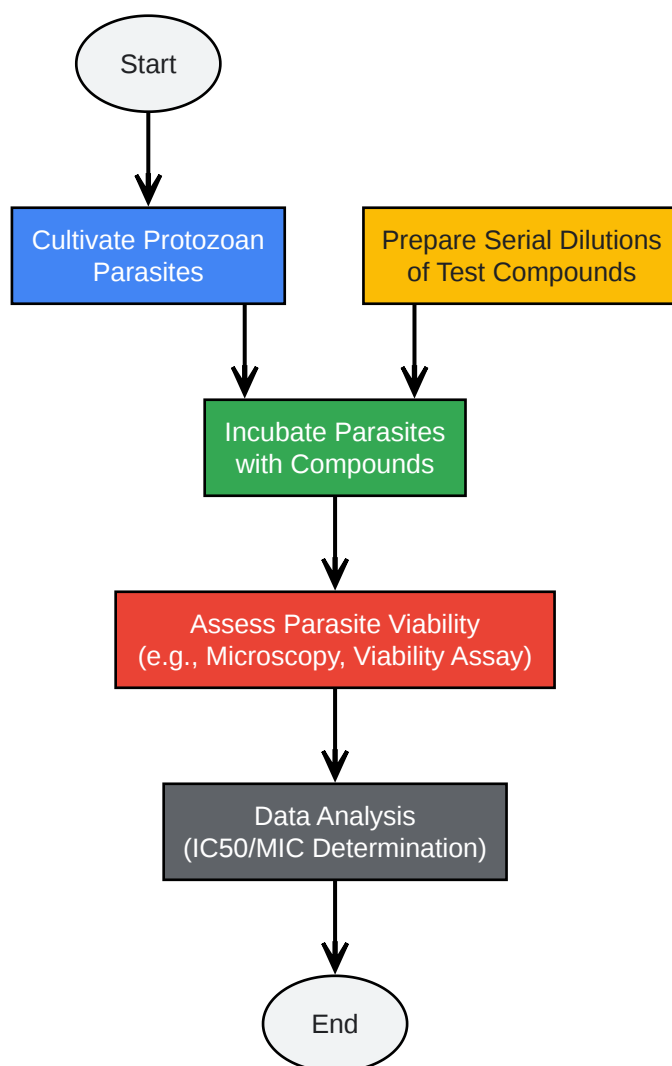 Start
Cultivate Protozoan
Parasites
Prepare Serial Dilutions
of Test Compounds
Incubate Parasites
with Compounds
Assess Parasite Viability
(e.g., Microscopy, Viability Assay)
Data Analysis
(IC50/MIC Determination)
End